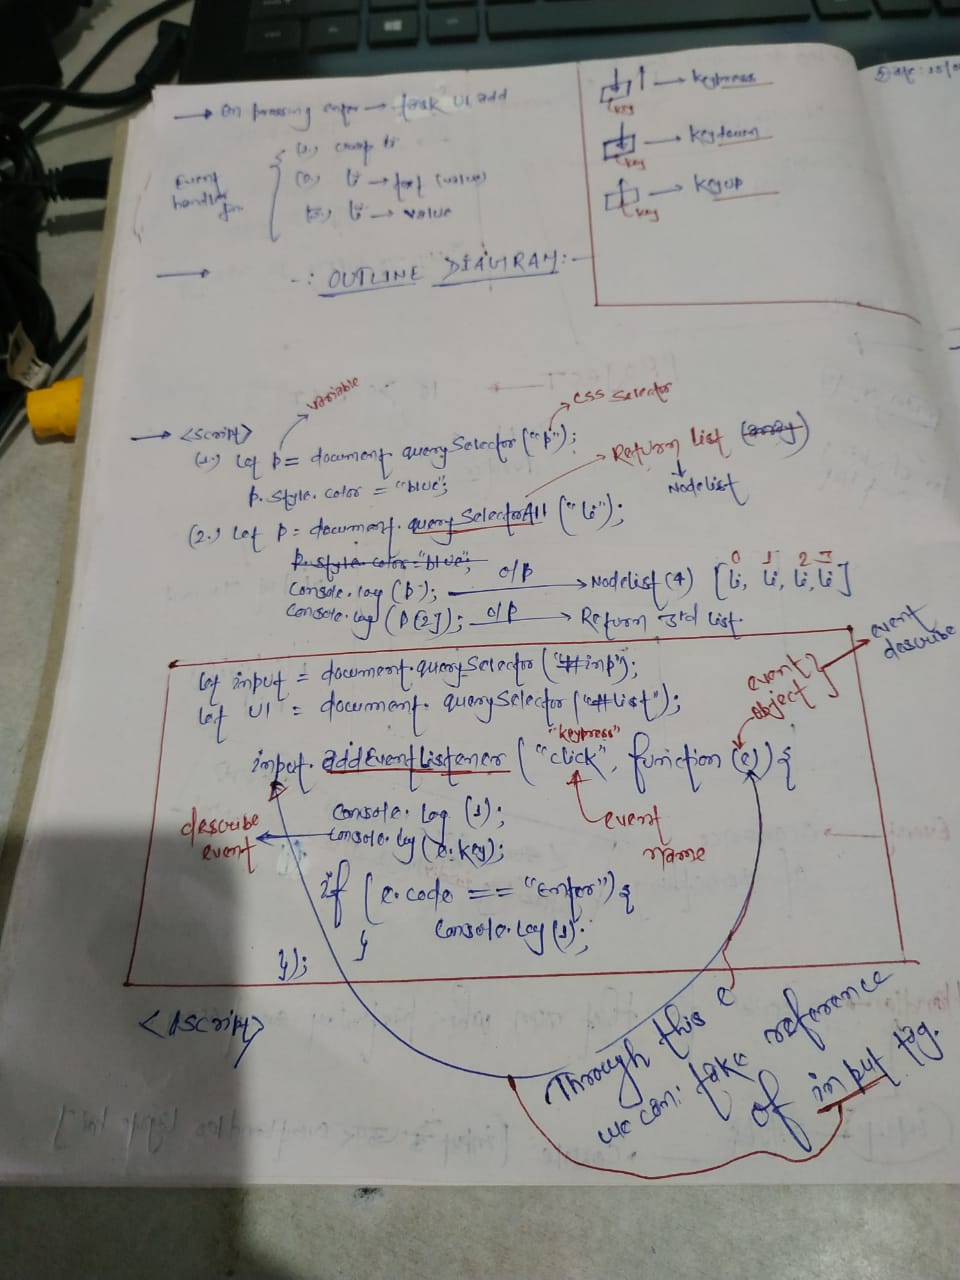 → On pressing enter → task Ul add
Event handler fn
(1.)
(2.) li → text (value)
(3.) li → value
→ keypress
key
→ keydown
key
→ keyup
key
Date:
→ -: OUTLINE DIAGRAM:-
variable
CSS Selector
→ <script>
(1.) let p = document.querySelector("p");
p.style.color = "blue";
→ Return list (array)
↓
Nodelist
(2.) let p = document.querySelectorAll("li");
p.style.color = "blue";
console.log(p); o/p → Nodelist(4) [li, li, li, li]
0 1 2 3
console.log(p[2]); o/p → Return 3rd list.
let input = document.querySelector("#inp");
let Ul = document.querySelector("#list");
event object
event describe
"keypress"
input.addEventListener("click", function(e){
describe event
console.log(1);
console.log(e.key);
event name
if (e.code == "Enter"){
console.log(1);
}
});
</script>
Through this e
we can: take reference
of input tag.